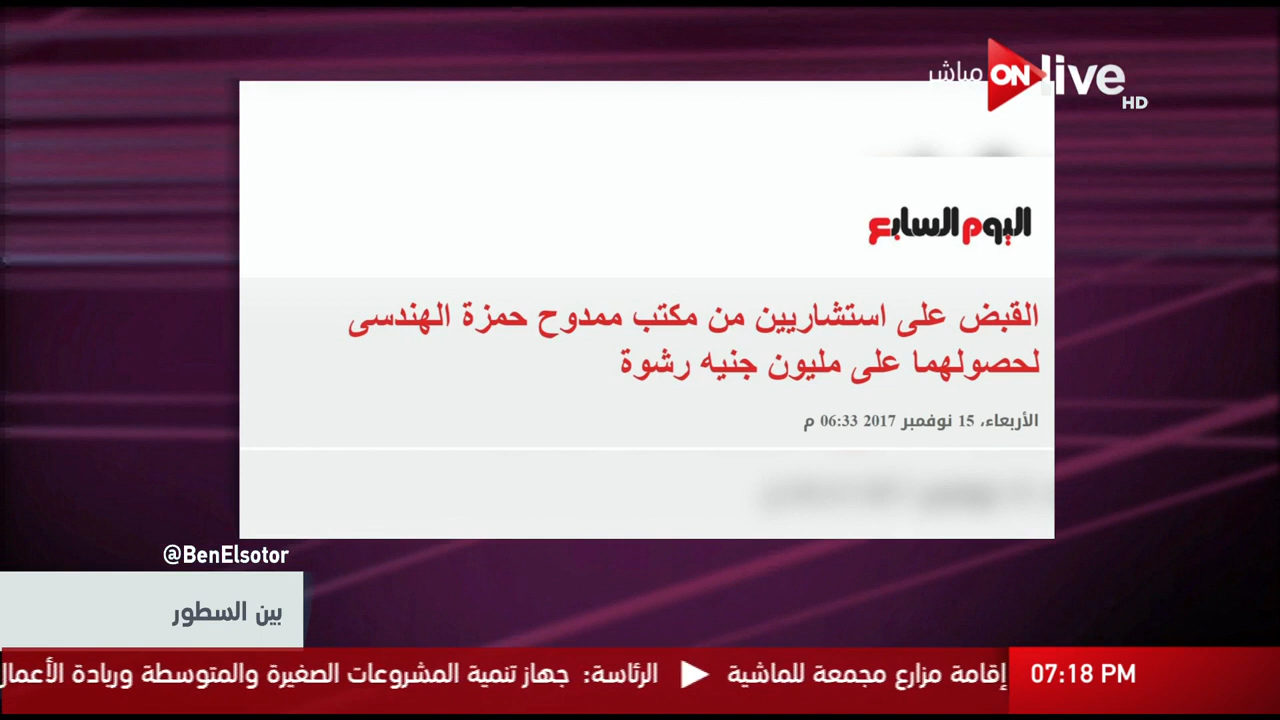 مباشر ON live HD
اليوم السابع
القبض على استشاريين من مكتب ممدوح حمزة الهندسى
لحصولهما على مليون جنيه رشوة
الأربعاء، 15 نوفمبر 2017 06:33 م
@BenElsotor
بين السطور
إقامة مزارع مجمعة للماشية ◀ الرئاسة: جهاز تنمية المشروعات الصغيرة والمتوسطة وريادة الأعمال
07:18 PM